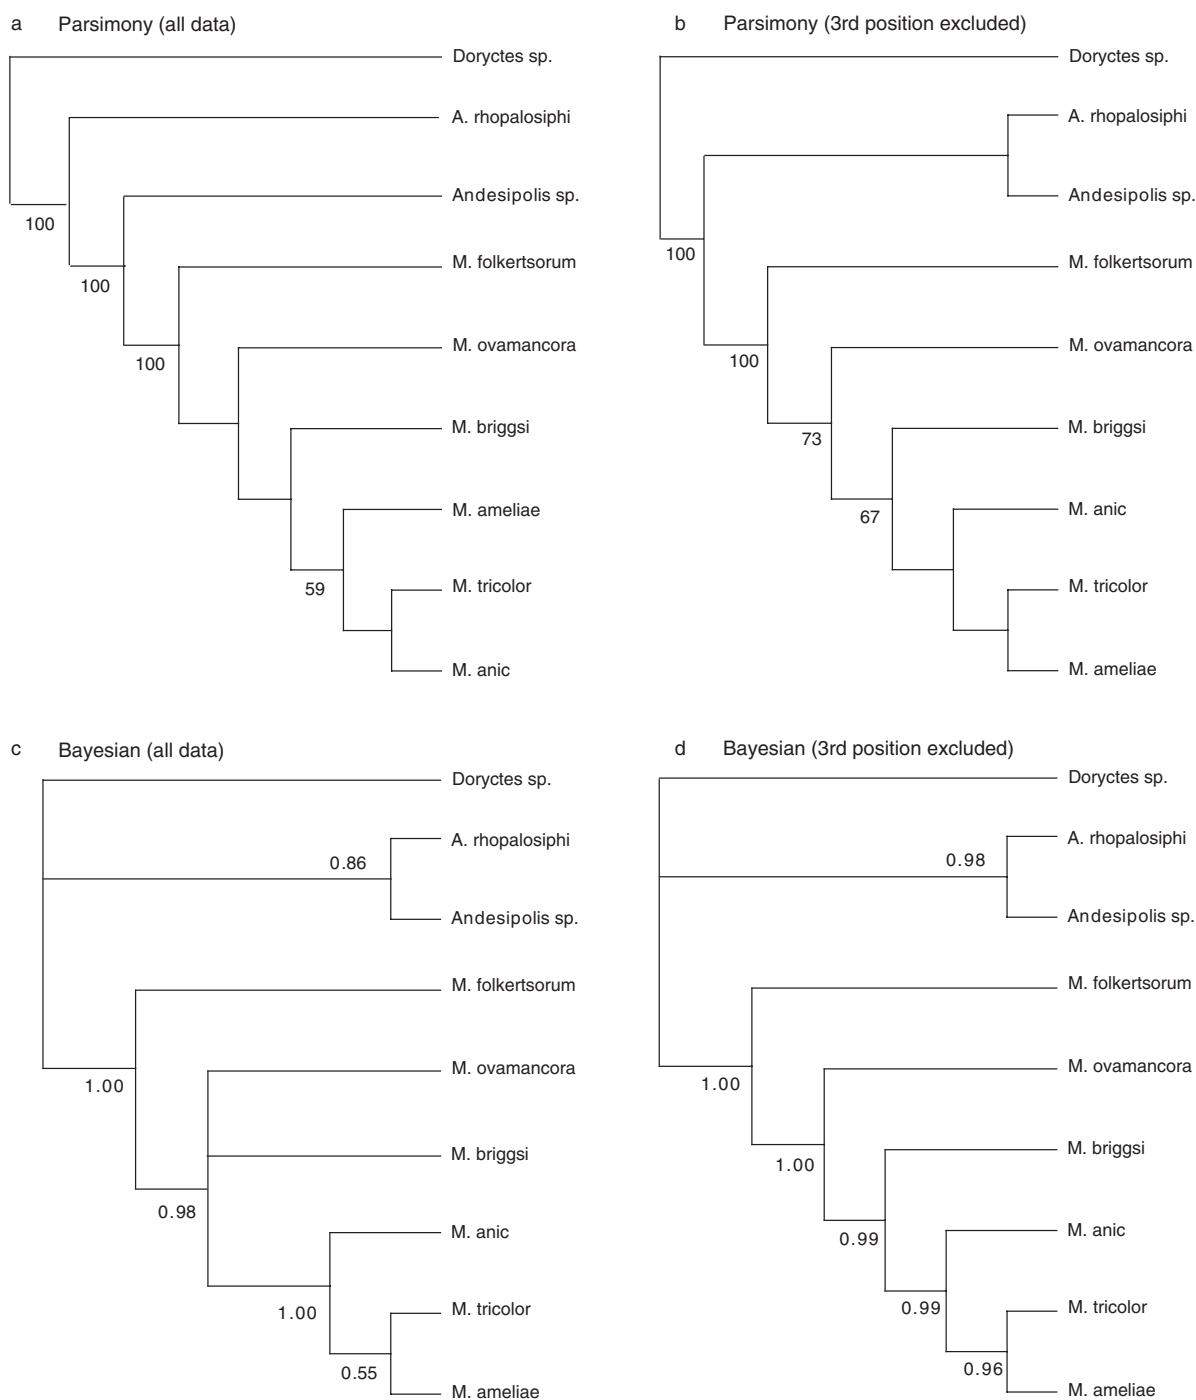 a Parsimony (all data)
Doryctes sp.
A. rhopalosiphi
Andesipolis sp.
100
M. folkertsorum
100
M. ovamancora
100
M. briggsi
M. ameliae
59
M. tricolor
M. anic
b Parsimony (3rd position excluded)
Doryctes sp.
A. rhopalosiphi
Andesipolis sp.
100
M. folkertsorum
M. ovamancora
100
M. briggsi
73
M. anic
67
M. tricolor
M. ameliae
c Bayesian (all data)
Doryctes sp.
A. rhopalosiphi
0.86
Andesipolis sp.
M. folkertsorum
M. ovamancora
1.00
M. briggsi
0.98
M. anic
M. tricolor
1.00
0.55
M. ameliae
d Bayesian (3rd position excluded)
Doryctes sp.
A. rhopalosiphi
0.98
Andesipolis sp.
M. folkertsorum
M. ovamancora
1.00
M. briggsi
1.00
M. anic
0.99
M. tricolor
0.99
0.96
M. ameliae